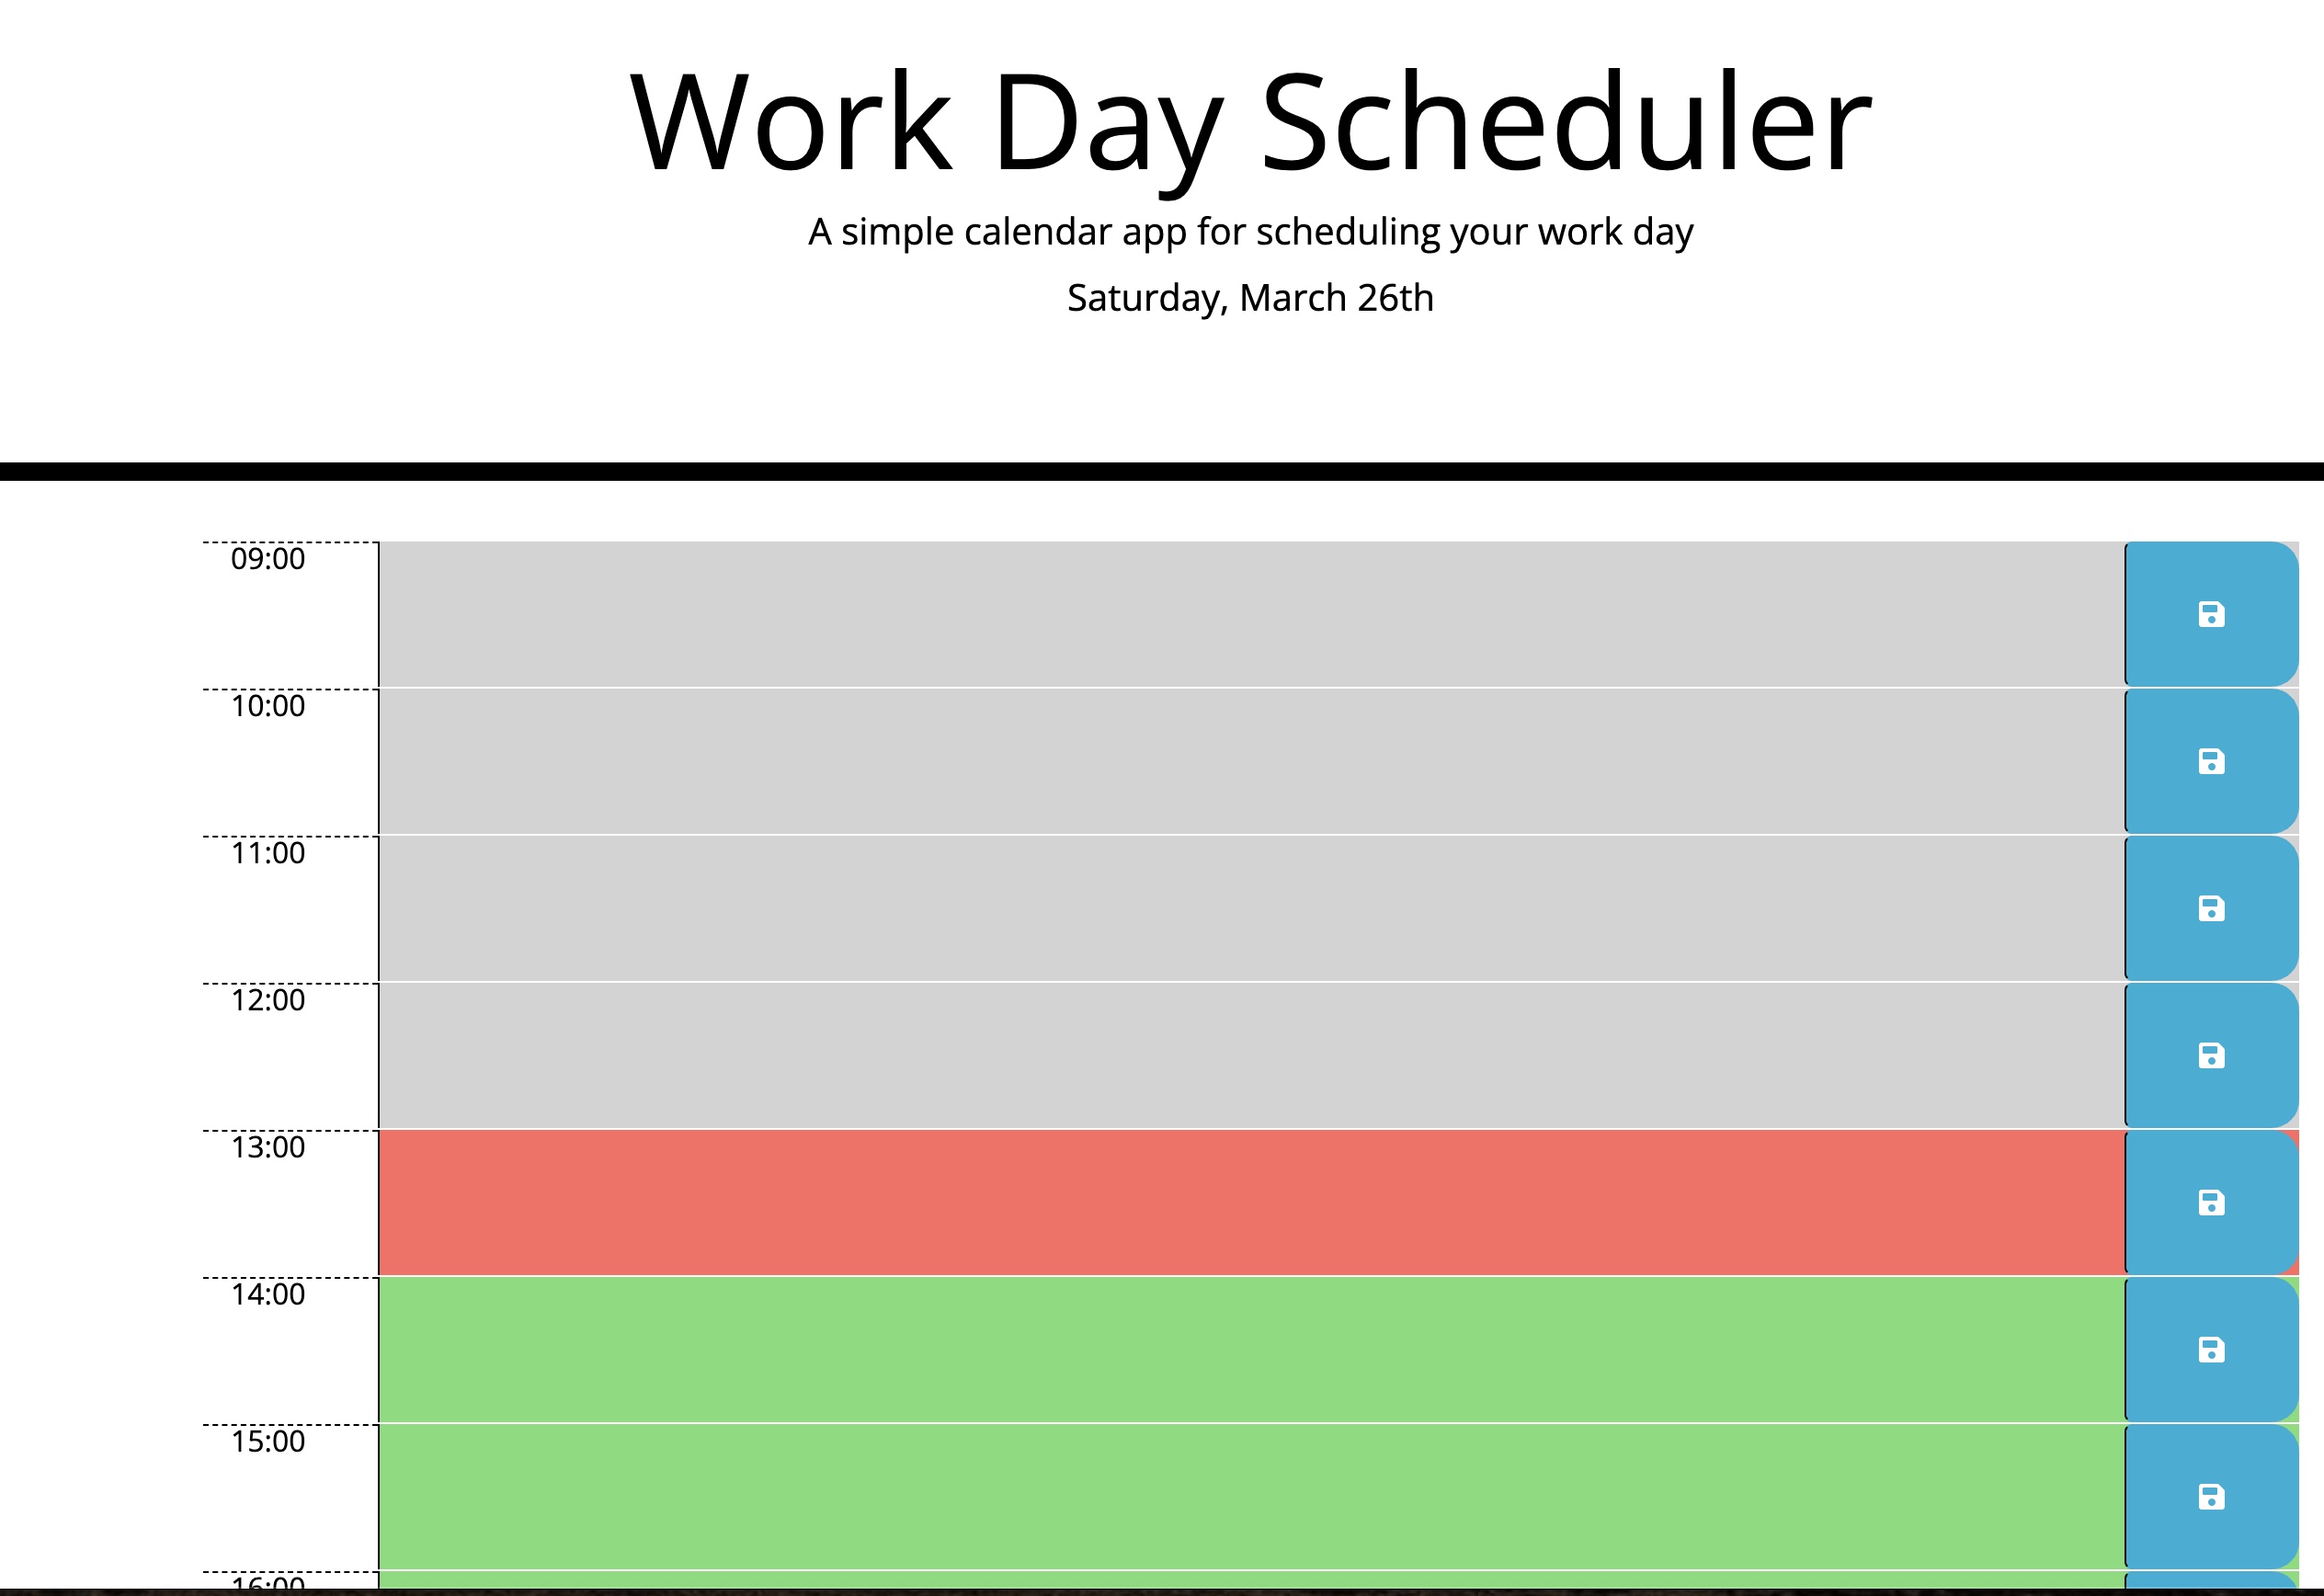 Work Day Scheduler
A simple calendar app for scheduling your work day
Saturday, March 26th
09:00
10:00
11:00
12:00
13:00
14:00
15:00
16:00